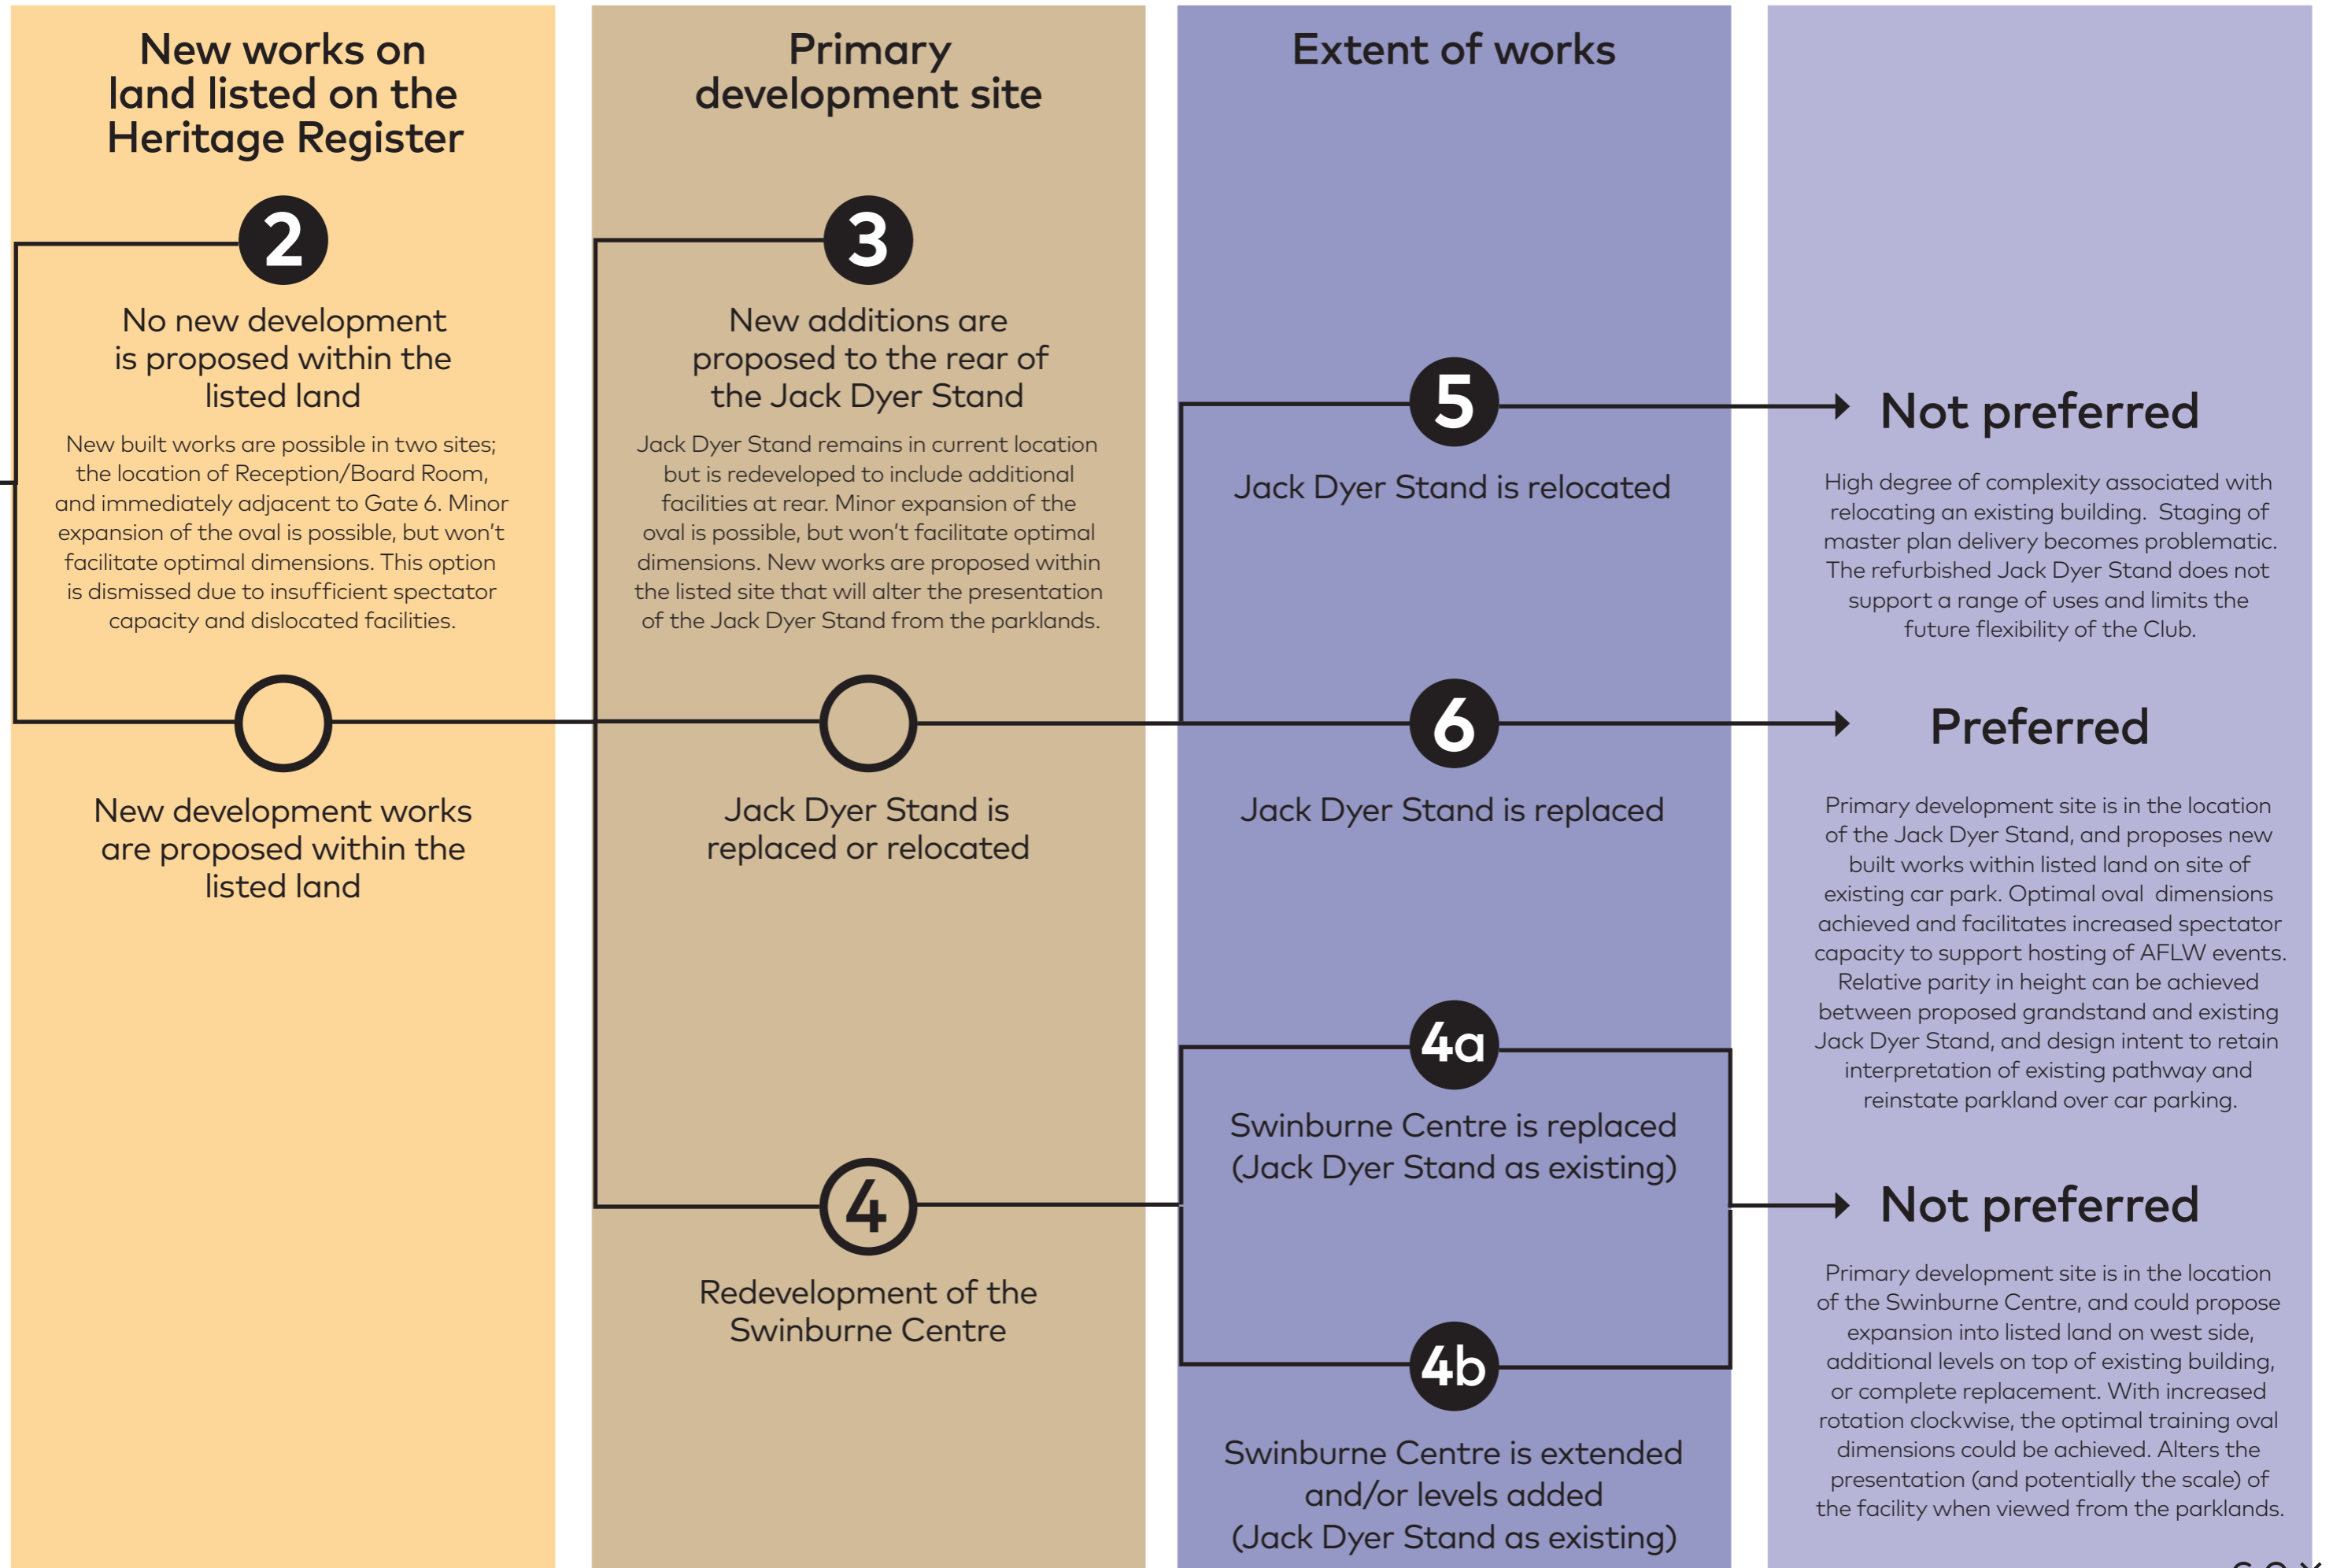 New works on
land listed on the
Heritage Register
2
No new development
is proposed within the
listed land
New built works are possible in two sites;
the location of Reception/Board Room,
and immediately adjacent to Gate 6. Minor
expansion of the oval is possible, but won’t
facilitate optimal dimensions. This option
is dismissed due to insufficient spectator
capacity and dislocated facilities.
New development works
are proposed within the
listed land
Primary
development site
3
New additions are
proposed to the rear of
the Jack Dyer Stand
Jack Dyer Stand remains in current location
but is redeveloped to include additional
facilities at rear. Minor expansion of the
oval is possible, but won’t facilitate optimal
dimensions. New works are proposed within
the listed site that will alter the presentation
of the Jack Dyer Stand from the parklands.
Jack Dyer Stand is
replaced or relocated
4
Redevelopment of the
Swinburne Centre
Extent of works
5
Jack Dyer Stand is relocated
6
Jack Dyer Stand is replaced
4a
Swinburne Centre is replaced
(Jack Dyer Stand as existing)
4b
Swinburne Centre is extended
and/or levels added
(Jack Dyer Stand as existing)
Not preferred
High degree of complexity associated with
relocating an existing building. Staging of
master plan delivery becomes problematic.
The refurbished Jack Dyer Stand does not
support a range of uses and limits the
future flexibility of the Club.
Preferred
Primary development site is in the location
of the Jack Dyer Stand, and proposes new
built works within listed land on site of
existing car park. Optimal oval dimensions
achieved and facilitates increased spectator
capacity to support hosting of AFLW events.
Relative parity in height can be achieved
between proposed grandstand and existing
Jack Dyer Stand, and design intent to retain
interpretation of existing pathway and
reinstate parkland over car parking.
Not preferred
Primary development site is in the location
of the Swinburne Centre, and could propose
expansion into listed land on west side,
additional levels on top of existing building,
or complete replacement. With increased
rotation clockwise, the optimal training oval
dimensions could be achieved. Alters the
presentation (and potentially the scale) of
the facility when viewed from the parklands.